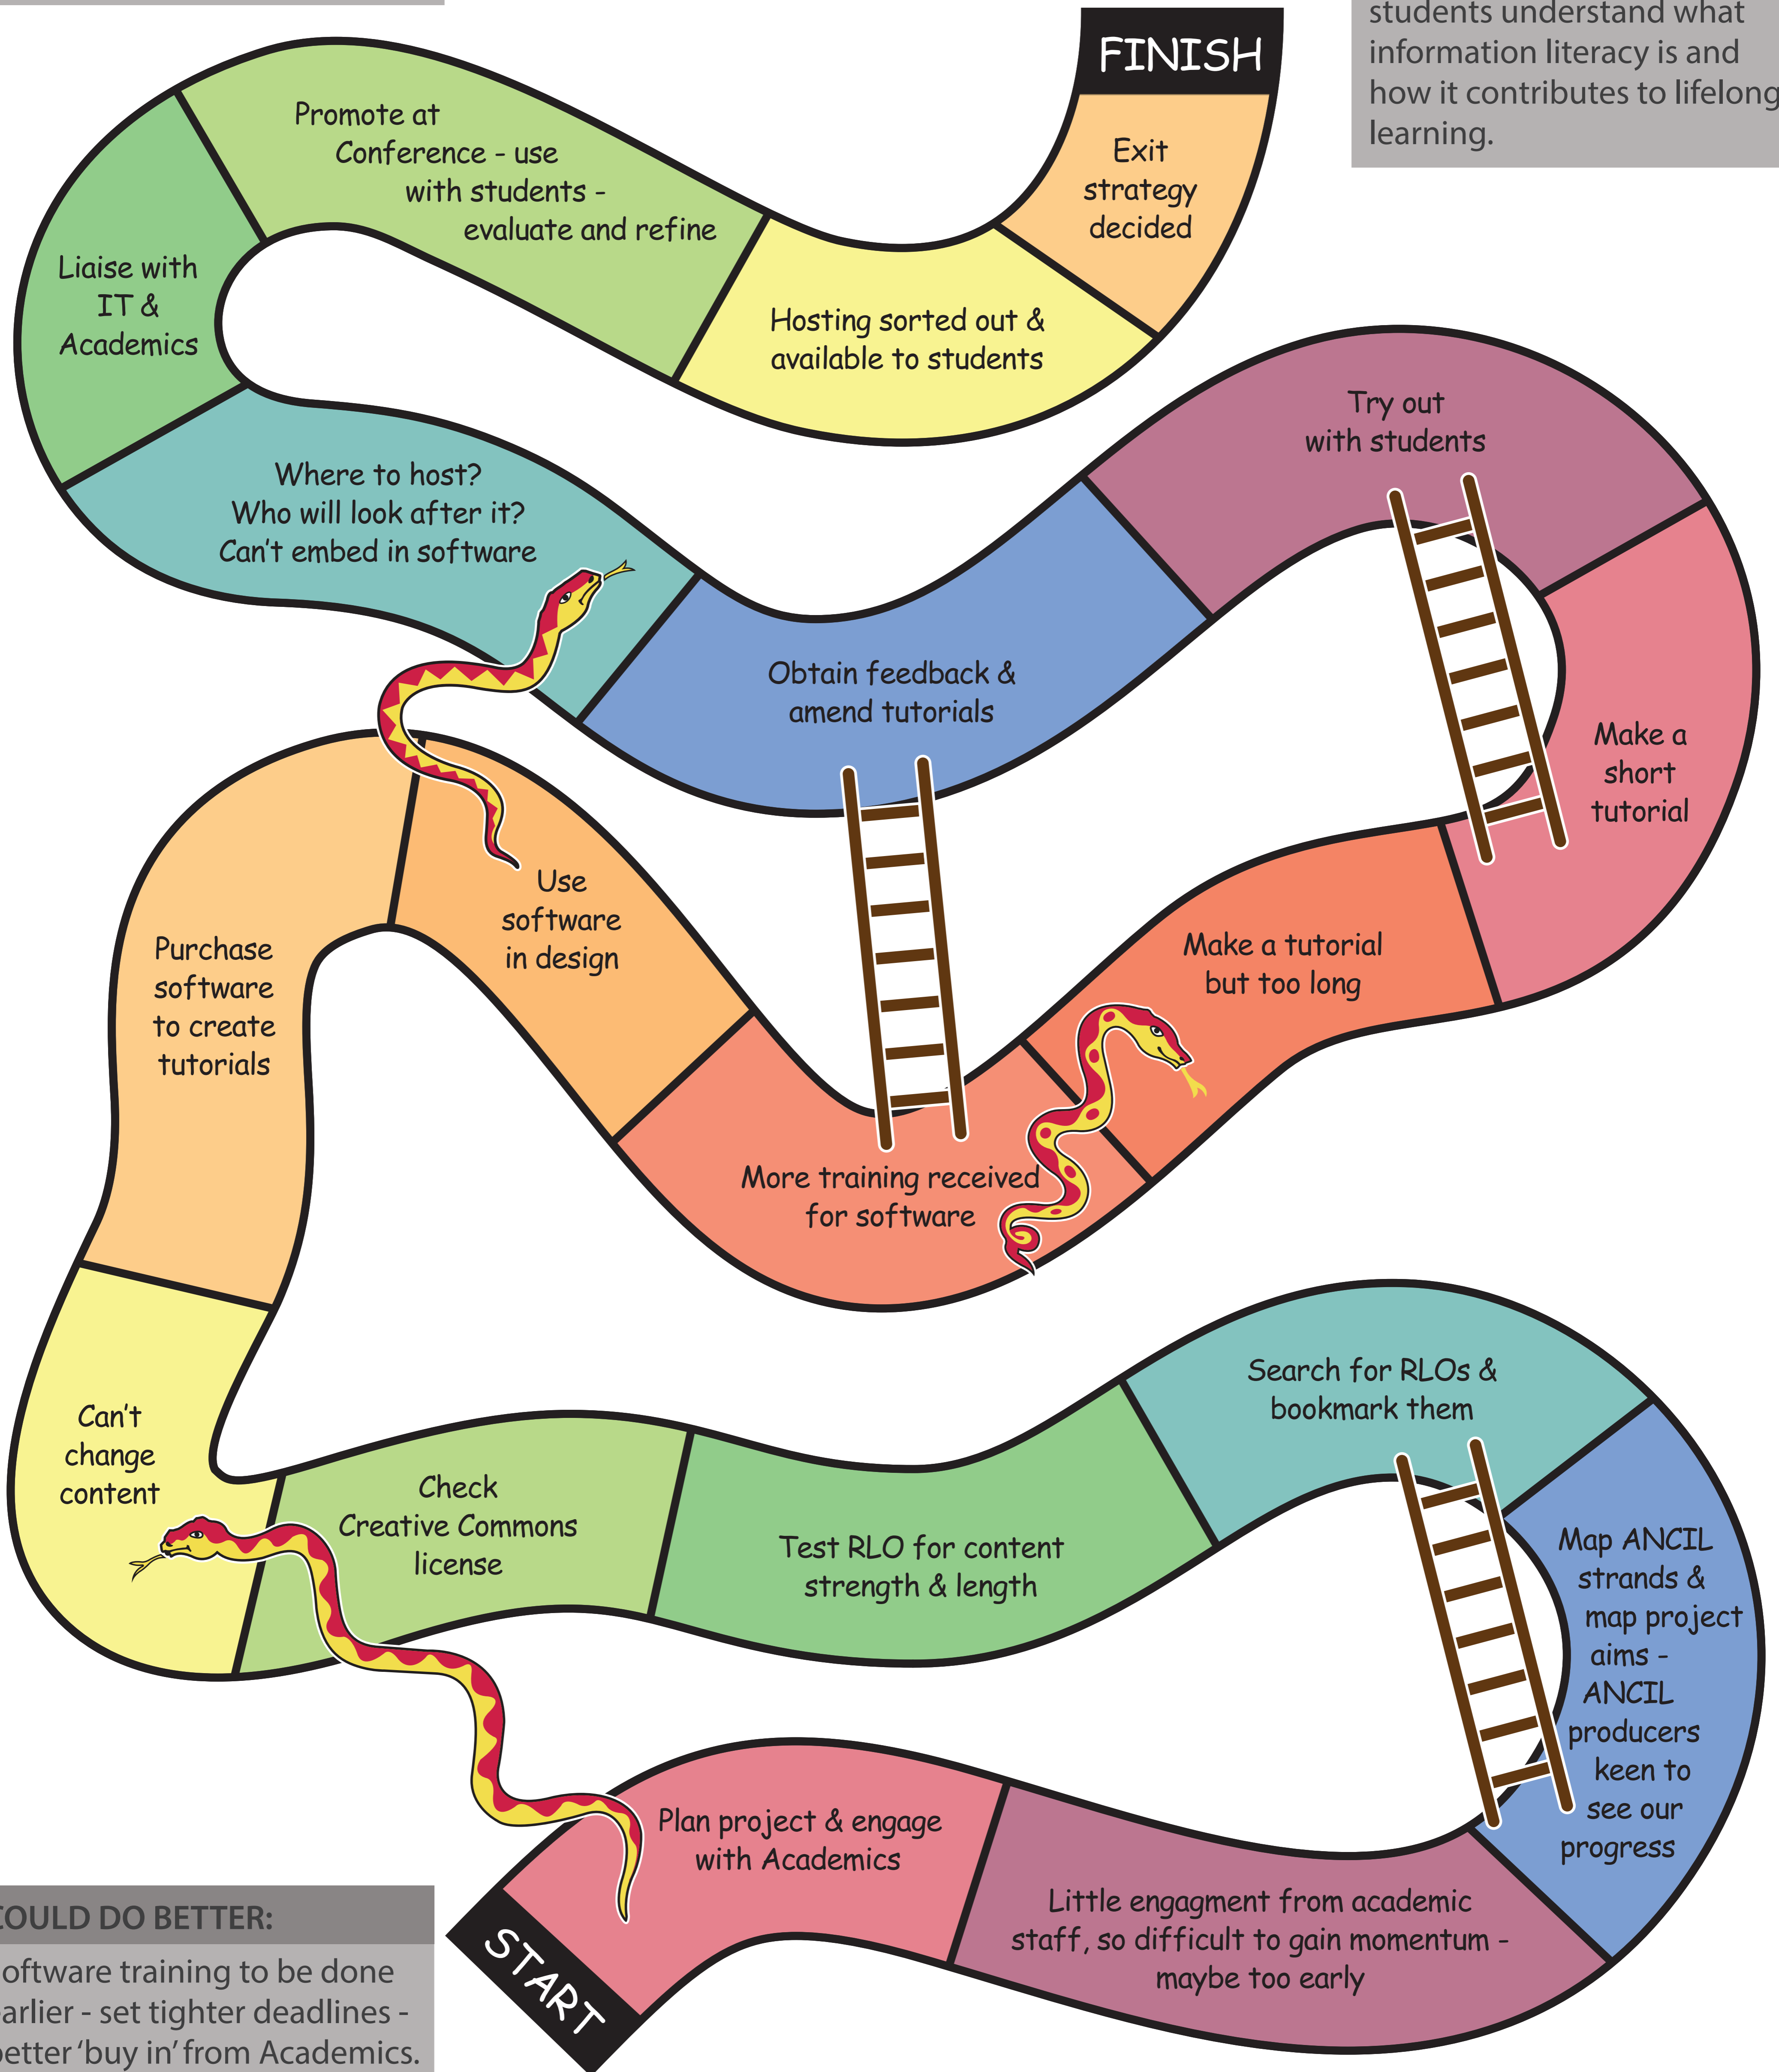 students understand what
information literacy is and
how it contributes to lifelong
learning.
FINISH
Exit
strategy
decided
Promote at
Conference - use
with students -
evaluate and refine
Liaise with
IT &
Academics
Hosting sorted out &
available to students
Where to host?
Who will look after it?
Can't embed in software
Try out
with students
Obtain feedback &
amend tutorials
Make a
short
tutorial
Use
software
in design
Purchase
software
to create
tutorials
Make a tutorial
but too long
More training received
for software
Can't
change
content
Check
Creative Commons
license
Search for RLOs &
bookmark them
Test RLO for content
strength & length
Map ANCIL
strands &
map project
aims -
ANCIL
producers
keen to
see our
progress
Plan project & engage
with Academics
Little engagment from academic
staff, so difficult to gain momentum -
maybe too early
START
COULD DO BETTER:
oftware training to be done
arlier - set tighter deadlines -
better 'buy in' from Academics.